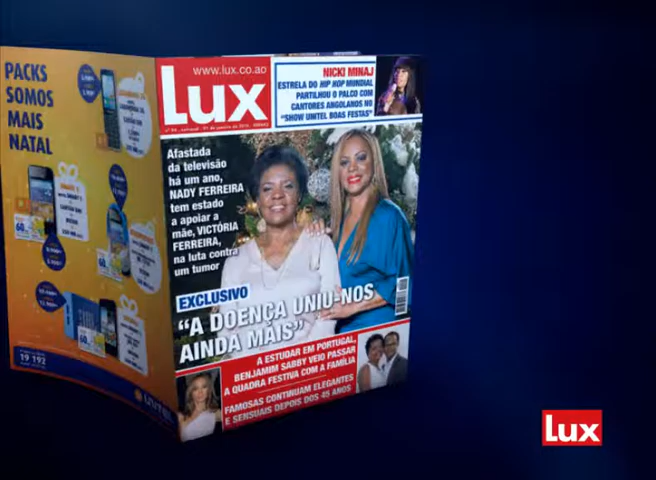 PACKS
SOMOS
MAIS
NATAL
19 192
UNITEL
www.lux.co.ao
Lux
NICKI MINAJ
ESTRELA DO HIP HOP MUNDIAL
PARTILHOU O PALCO COM
CANTORES ANGOLANOS NO
"SHOW UNITEL BOAS FESTAS"
Afastada
da televisão
há um ano,
NADY FERREIRA
tem estado
a apoiar a
mãe, VICTÓRIA
FERREIRA,
na luta contra
um tumor
EXCLUSIVO
"A DOENÇA UNIU-NOS
AINDA MAIS"
A ESTUDAR EM PORTUGAL,
BENJAMIM SABBY VEIO PASSAR
A QUADRA FESTIVA COM A FAMÍLIA
FAMOSAS CONTINUAM ELEGANTES
E SENSUAIS DEPOIS DOS 45 ANOS
Lux